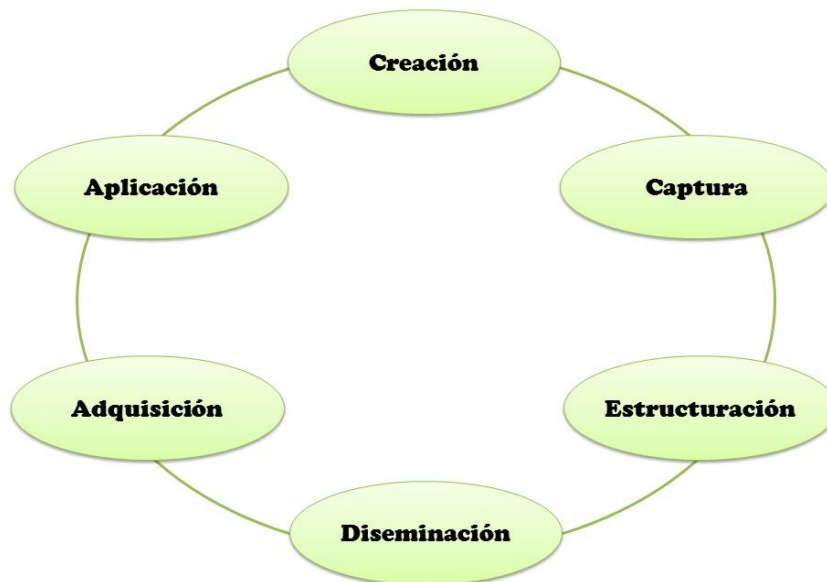 Creación
Aplicación
Captura
Adquisición
Estructuración
Diseminación